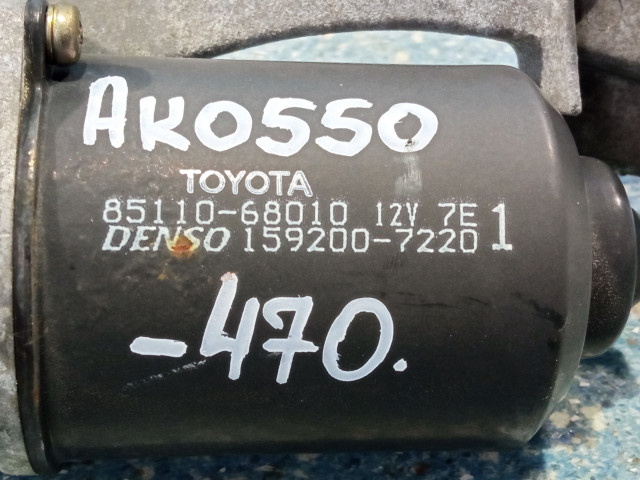 AK0550
TOYOTA
85110-68010 12V 7E 1
DENSO 159200-7220
-470.